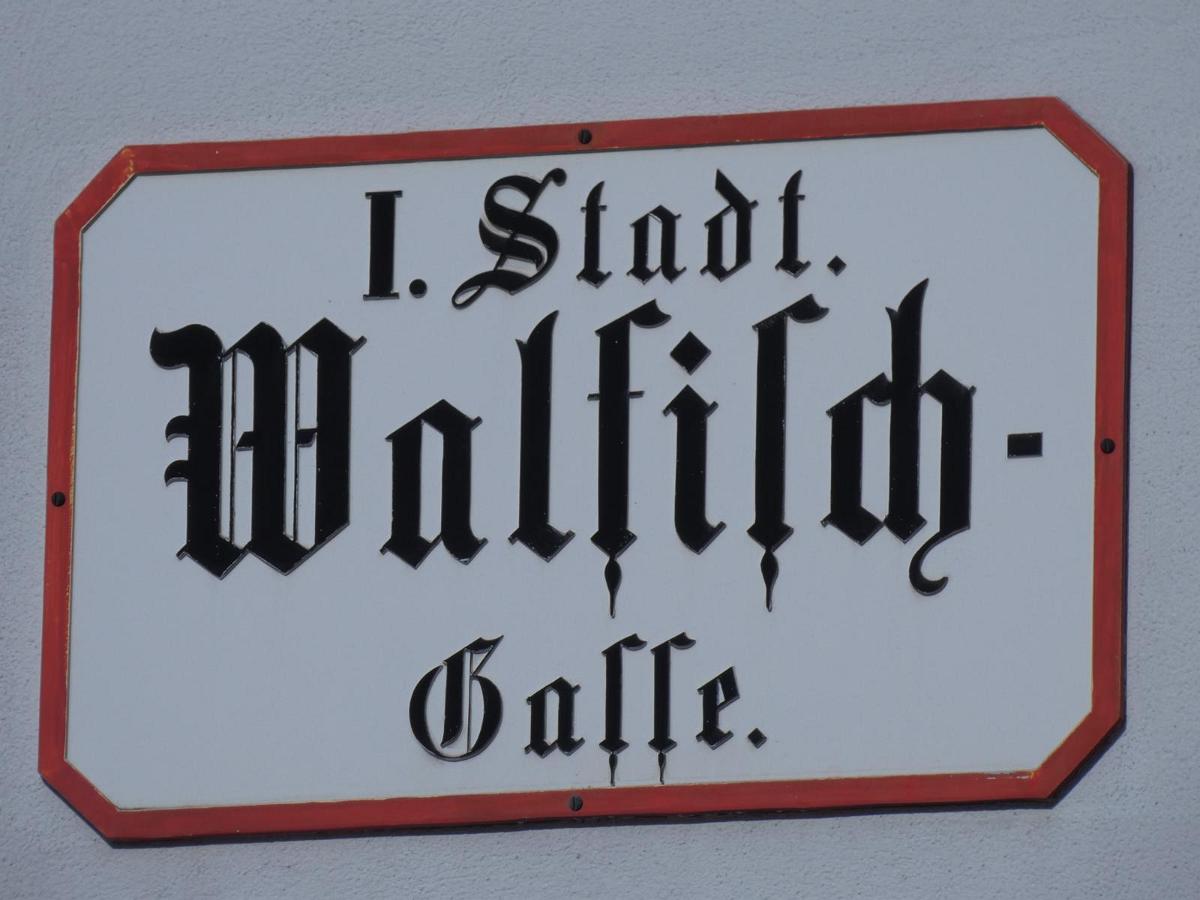 I. Stadt.
Walfiſch-
Gaſſe.